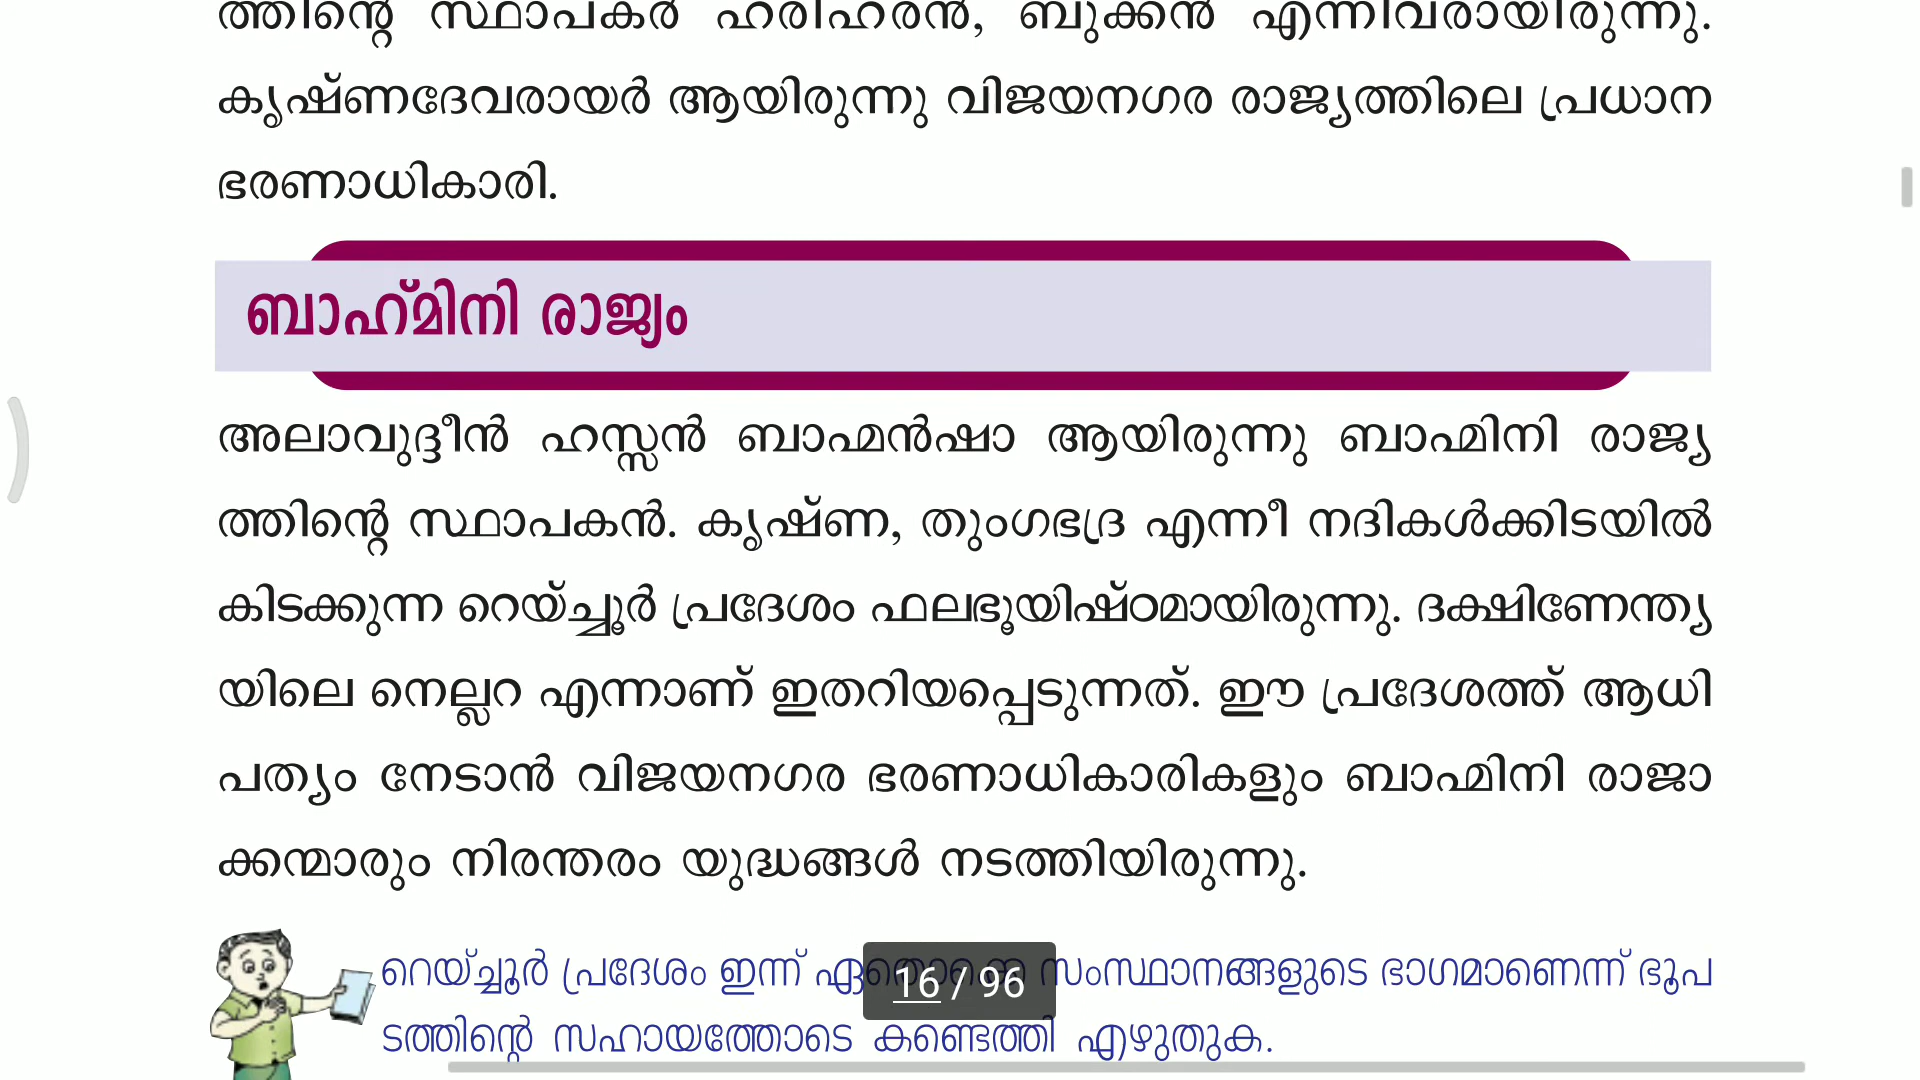 ത്തിന്റെ സ്ഥാപകർ ഹരിഹരൻ, ബുക്കൻ എന്നിവരായിരുന്നു.
കൃഷ്ണദേവരായർ ആയിരുന്നു വിജയനഗര രാജ്യത്തിലെ പ്രധാന
ഭരണാധികാരി.
ബാഹ്‌മിനി രാജ്യം
അലാവുദ്ദീൻ ഹസ്സൻ ബാഹ്മൻഷാ ആയിരുന്നു ബാഹ്മിനി രാജ്യ
ത്തിന്റെ സ്ഥാപകൻ. കൃഷ്ണ, തുംഗഭദ്ര എന്നീ നദികൾക്കിടയിൽ
കിടക്കുന്ന റെയ്ച്ചൂർ പ്രദേശം ഫലഭൂയിഷ്ഠമായിരുന്നു. ദക്ഷിണേന്ത്യ
യിലെ നെല്ലറ എന്നാണ് ഇതറിയപ്പെടുന്നത്. ഈ പ്രദേശത്ത് ആധി
പത്യം നേടാൻ വിജയനഗര ഭരണാധികാരികളും ബാഹ്മിനി രാജാ
ക്കന്മാരും നിരന്തരം യുദ്ധങ്ങൾ നടത്തിയിരുന്നു.
റെയ്ച്ചൂർ പ്രദേശം ഇന്ന് സംസ്ഥാനങ്ങളുടെ ഭാഗമാണെന്ന് ഭൂപ
16 / 96
ടത്തിന്റെ സഹായത്തോടെ കണ്ടെത്തി എഴുതുക.